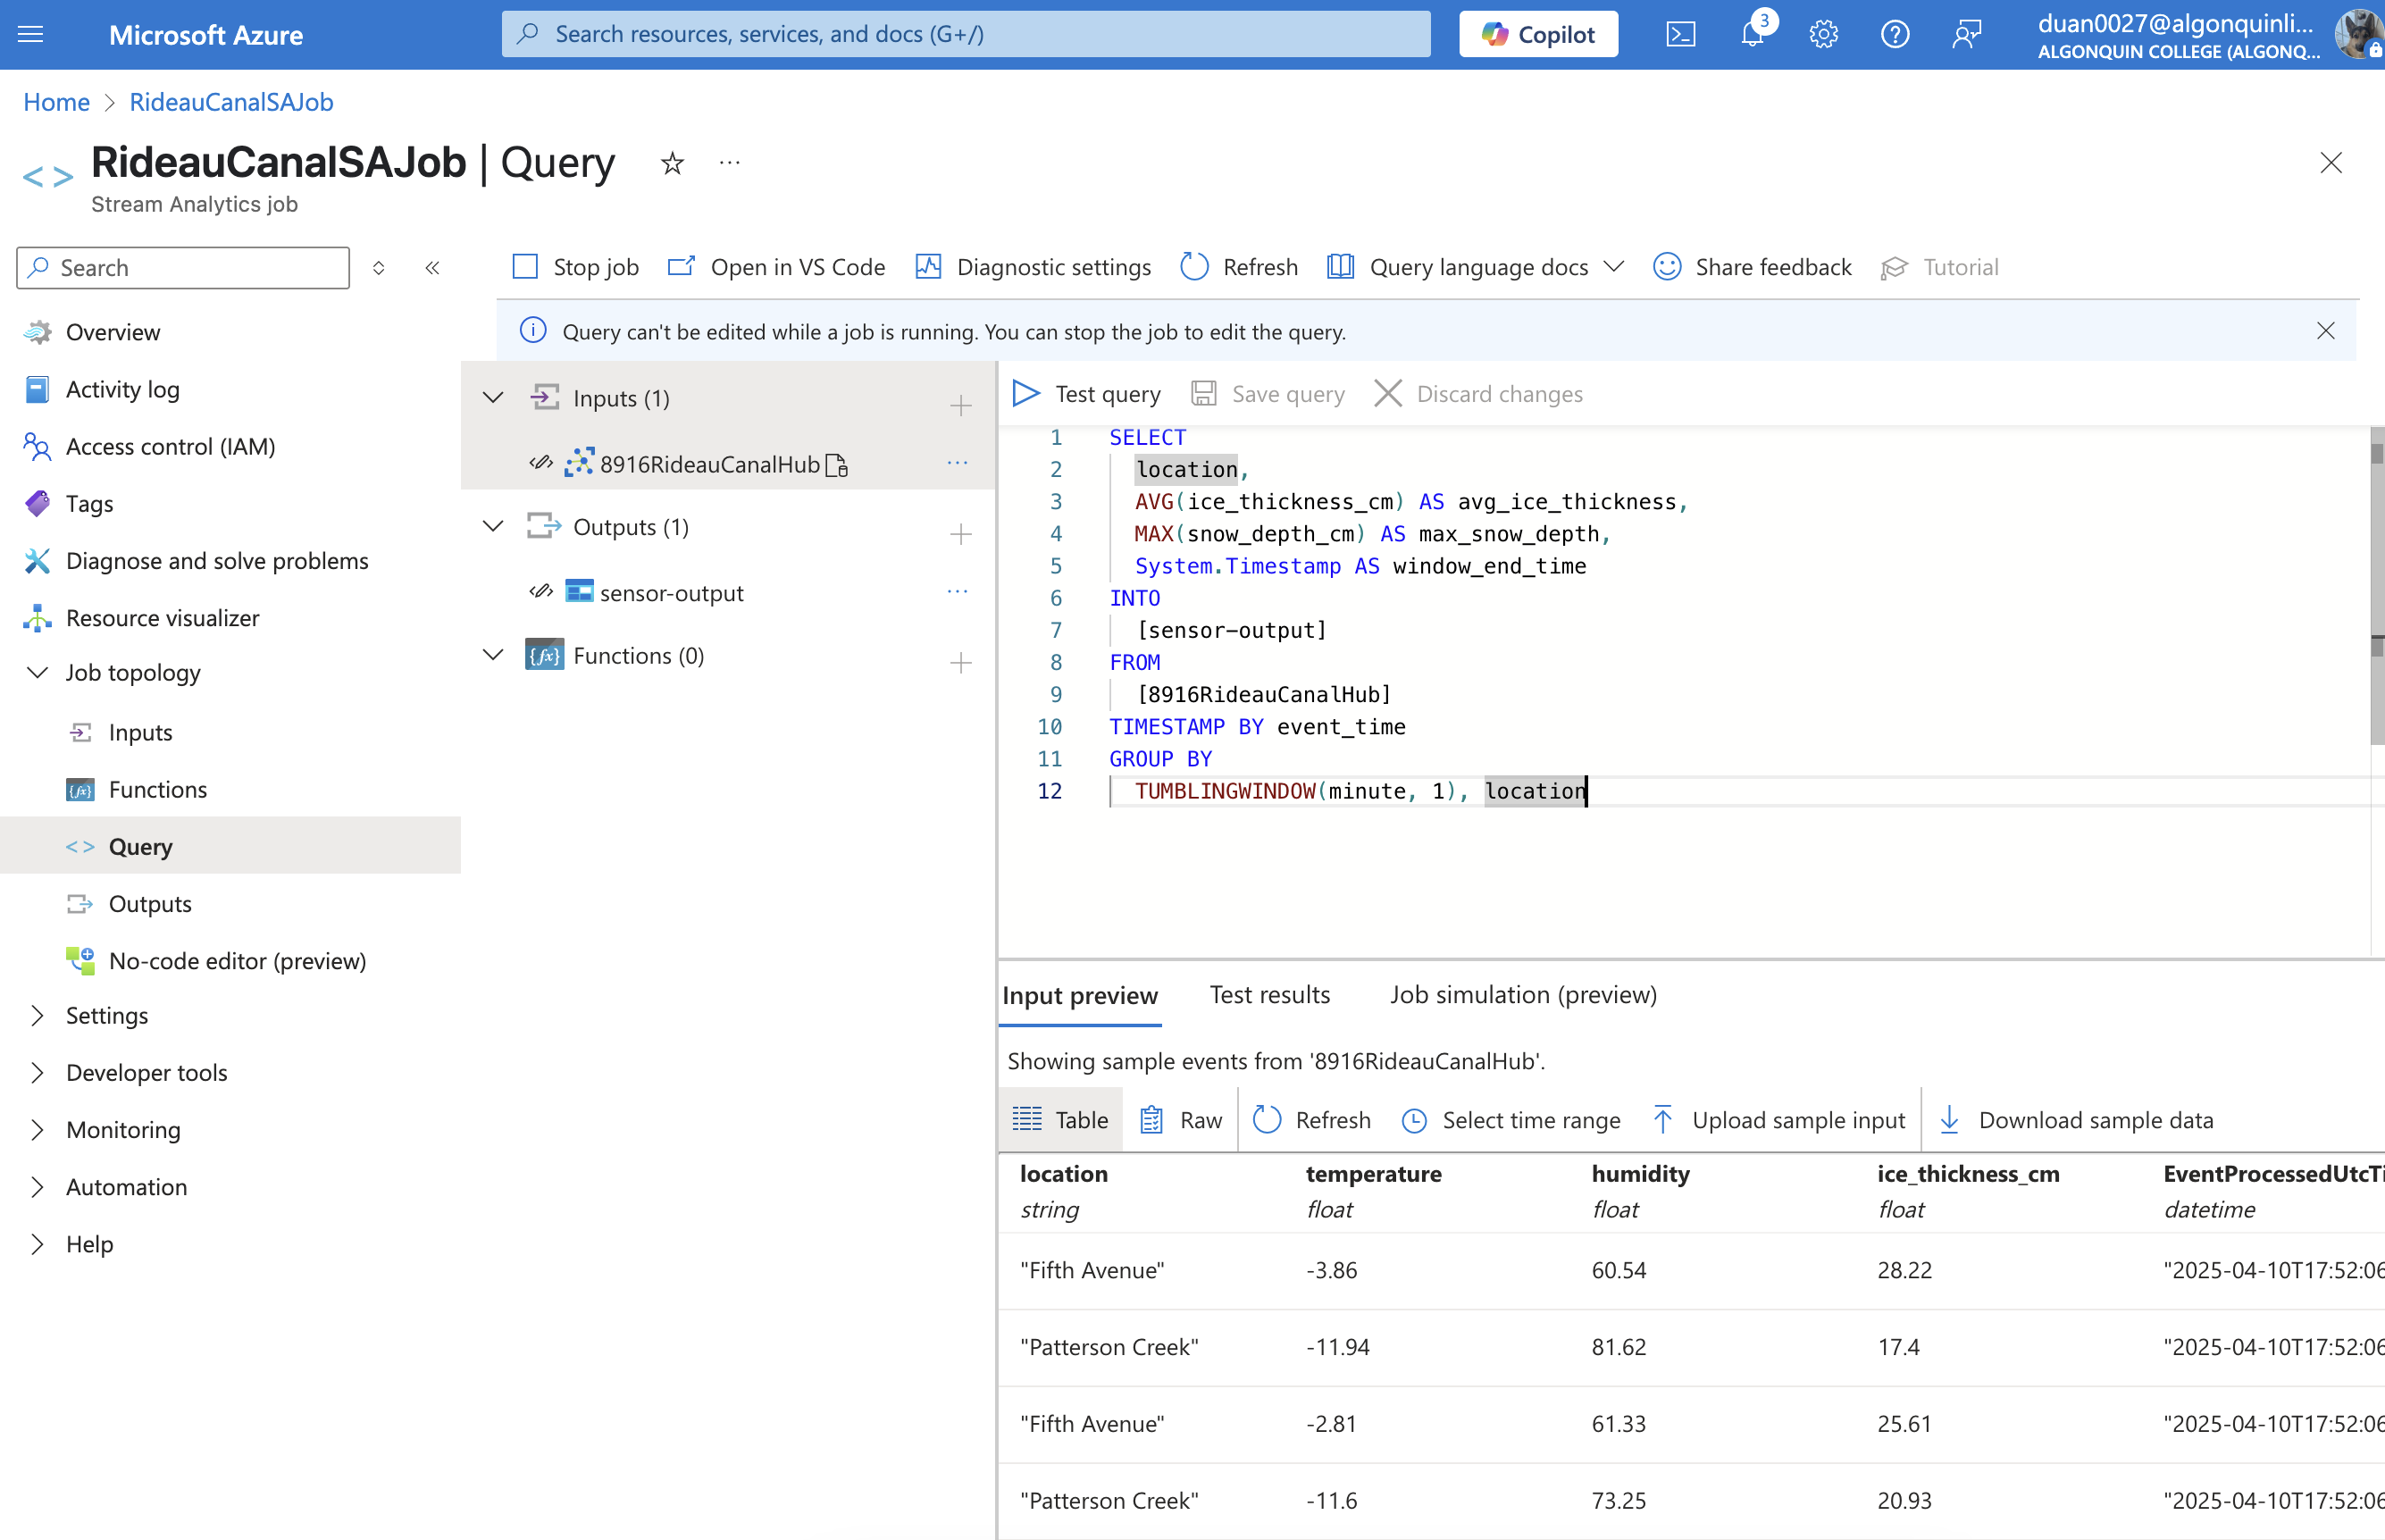 Microsoft Azure
Search resources, services, and docs (G+/)
Copilot
3
duan0027@algonquinli...
ALGONQUIN COLLEGE (ALGONQ...
Home > RideauCanalSAJob
RideauCanalSAJob | Query
Stream Analytics job
Search
Stop job
Open in VS Code
Diagnostic settings
Refresh
Query language docs
Share feedback
Tutorial
Query can't be edited while a job is running. You can stop the job to edit the query.
Overview
Activity log
Access control (IAM)
Tags
Diagnose and solve problems
Resource visualizer
Job topology
Inputs
Functions
Query
Outputs
No-code editor (preview)
Settings
Developer tools
Monitoring
Automation
Help
Inputs (1)
8916RideauCanalHub
Outputs (1)
sensor-output
Functions (0)
Test query
Save query
Discard changes
1 SELECT
2 location,
3 AVG(ice_thickness_cm) AS avg_ice_thickness,
4 MAX(snow_depth_cm) AS max_snow_depth,
5 System.Timestamp AS window_end_time
6 INTO
7 [sensor-output]
8 FROM
9 [8916RideauCanalHub]
10 TIMESTAMP BY event_time
11 GROUP BY
12 TUMBLINGWINDOW(minute, 1), location
Input preview
Test results
Job simulation (preview)
Showing sample events from '8916RideauCanalHub'.
Table
Raw
Refresh
Select time range
Upload sample input
Download sample data
location temperature humidity ice_thickness_cm EventProcessedUtcTi
string float float float datetime
"Fifth Avenue" -3.86 60.54 28.22 "2025-04-10T17:52:06
"Patterson Creek" -11.94 81.62 17.4 "2025-04-10T17:52:06
"Fifth Avenue" -2.81 61.33 25.61 "2025-04-10T17:52:06
"Patterson Creek" -11.6 73.25 20.93 "2025-04-10T17:52:06